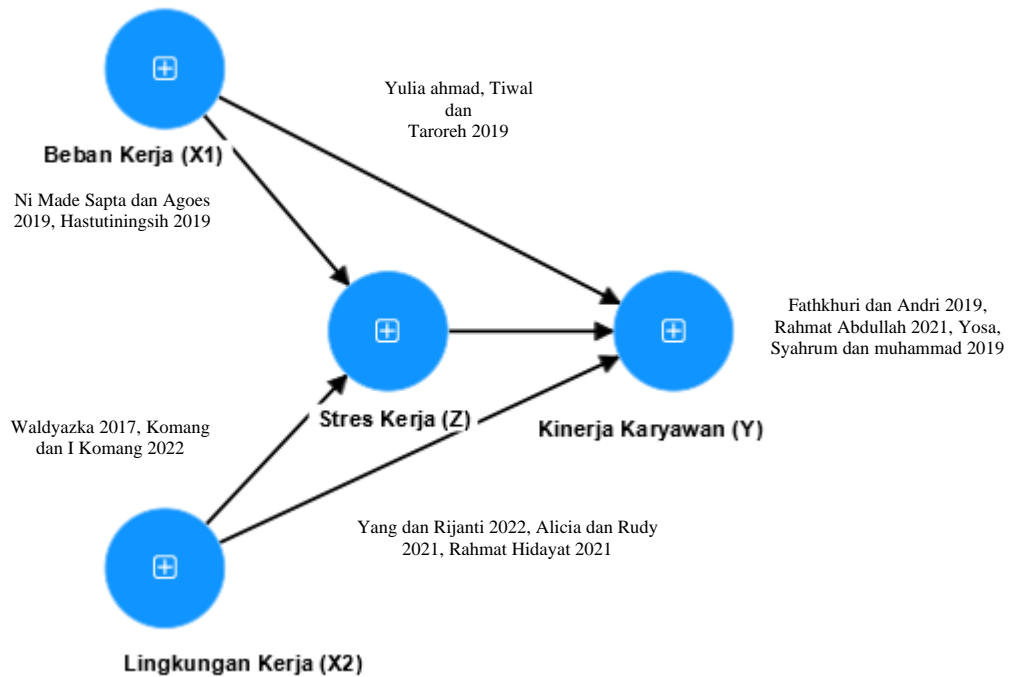 Yulia ahmad, Tiwal
dan
Taroreh 2019
Beban Kerja (X1)
Ni Made Sapta dan Agoes
2019, Hastutiningsih 2019
Fathkhuri dan Andri 2019,
Rahmat Abdullah 2021, Yosa,
Syahrum dan muhammad 2019
Stres Kerja (Z)
Kinerja Karyawan (Y)
Waldyazka 2017, Komang
dan I Komang 2022
Yang dan Rijanti 2022, Alicia dan Rudy
2021, Rahmat Hidayat 2021
Lingkungan Kerja (X2)